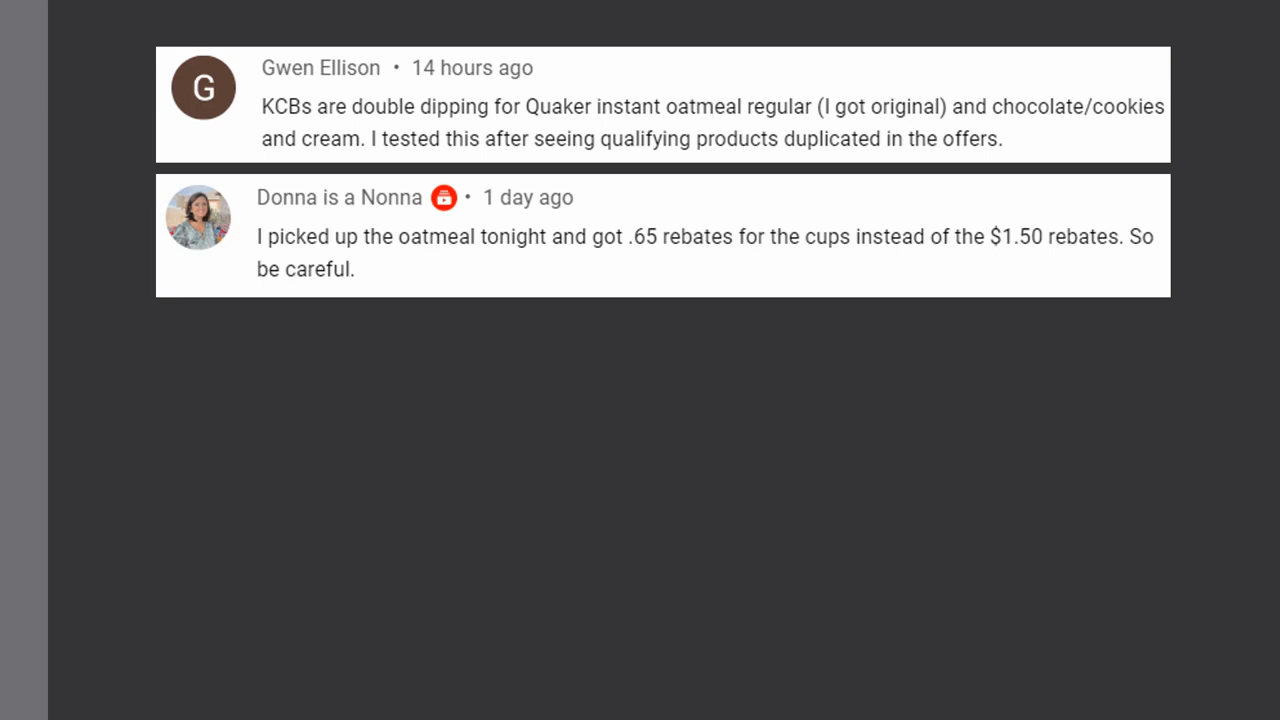 Gwen Ellison • 14 hours ago
G
KCBs are double dipping for Quaker instant oatmeal regular (I got original) and chocolate/cookies
and cream. I tested this after seeing qualifying products duplicated in the offers.
Donna is a Nonna • 1 day ago
I picked up the oatmeal tonight and got .65 rebates for the cups instead of the $1.50 rebates. So
be careful.